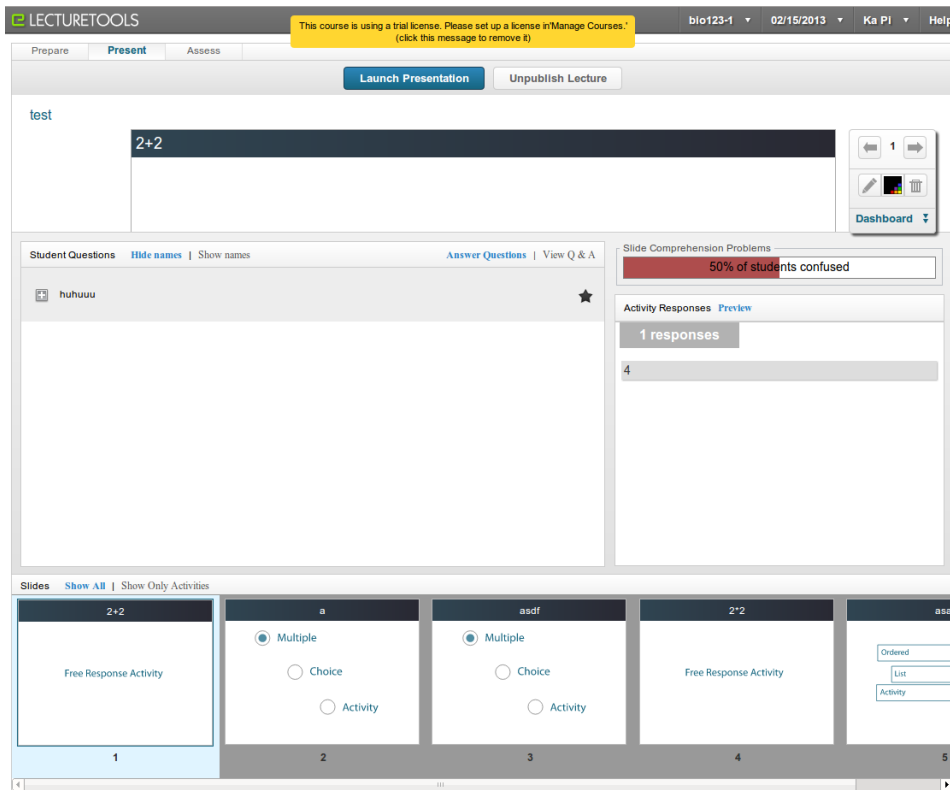 LECTURETOOLS
This course is using a trial license. Please set up a license in'Manage Courses.'
(click this message to remove it)
bio123-1 02/15/2013 Ka Pi Help
Prepare Present Assess
Launch Presentation Unpublish Lecture
test
2+2
1
Dashboard
Student Questions Hide names | Show names Answer Questions | View Q & A
huhuuu
Slide Comprehension Problems
50% of students confused
Activity Responses Preview
1 responses
4
Slides Show All | Show Only Activities
2+2
Free Response Activity
1
a
Multiple
Choice
Activity
2
asdf
Multiple
Choice
Activity
3
2*2
Free Response Activity
4
asa
Ordered
List
Activity
5